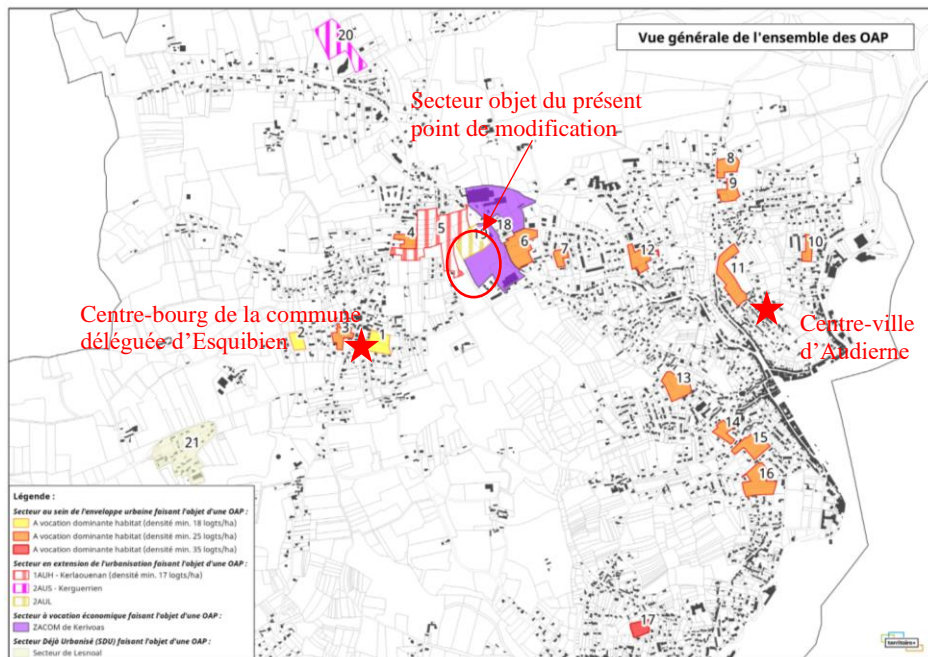 Vue générale de l'ensemble des OAP
20
Secteur objet du présent
point de modification
8
9
4
5
19
18
6
7
12
10
11
Centre-bourg de la commune
déléguée d'Esquibien
2
3
1
Centre-ville
d'Audierne
13
14
15
16
21
17
Légende :
Secteur au sein de l'enveloppe urbaine faisant l'objet d'une OAP :
A vocation dominante habitat (densité min. 18 logts/ha)
A vocation dominante habitat (densité min. 25 logts/ha)
A vocation dominante habitat (densité min. 35 logts/ha)
Secteur en extension de l'urbanisation faisant l'objet d'une OAP :
1AUH - Kerlaouenan (densité min. 17 logts/ha)
2AUS - Kerguerrien
2AUL
Secteur à vocation économique faisant l'objet d'une OAP :
ZACOM de Kerivoas
Secteur Déjà Urbanisé (SDU) faisant l'objet d'une OAP :
Secteur de Lesnoal
territoire+